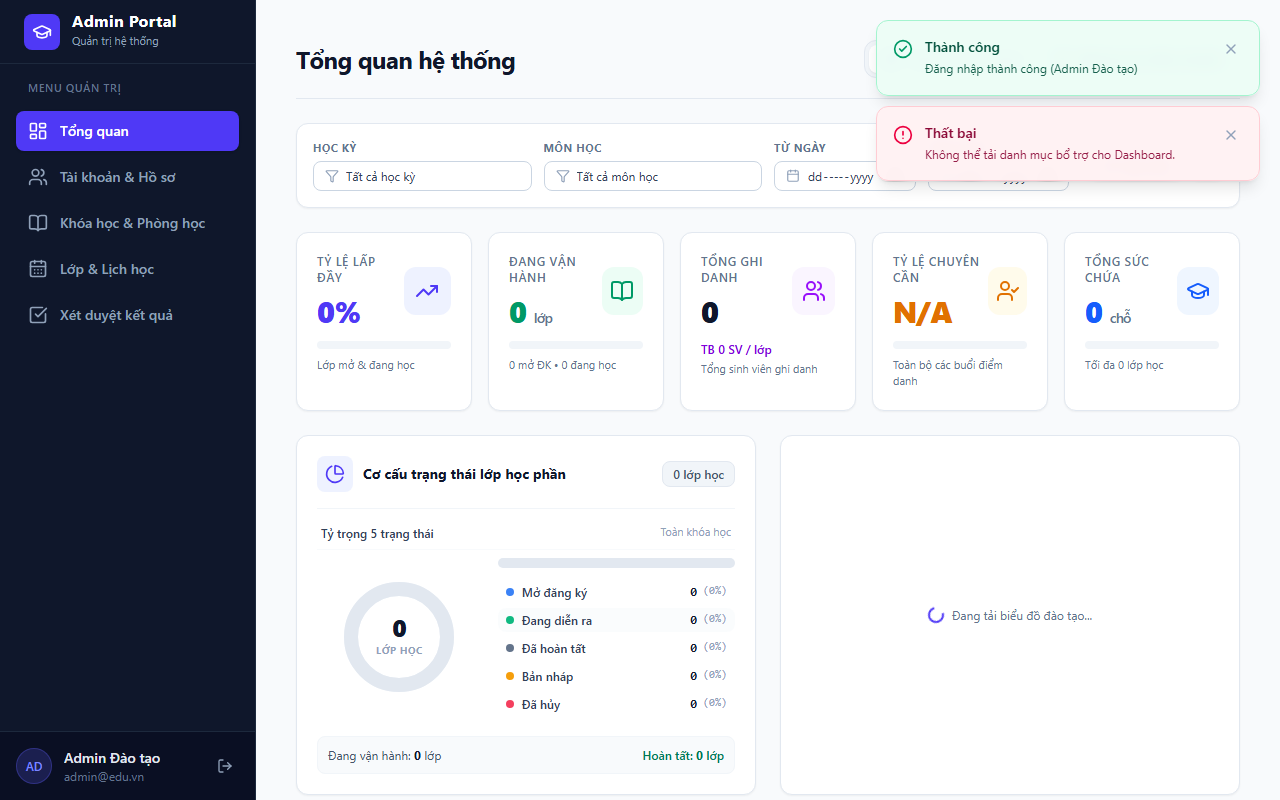 Admin Portal
Quản trị hệ thống
MENU QUẢN TRỊ
Tổng quan
Tài khoản & Hồ sơ
Khóa học & Phòng học
Lớp & Lịch học
Xét duyệt kết quả
AD
Admin Đào tạo
admin@edu.vn
Tổng quan hệ thống
Thành công
Đăng nhập thành công (Admin Đào tạo)
Thất bại
Không thể tải danh mục bổ trợ cho Dashboard.
HỌC KỲ
MÔN HỌC
TỪ NGÀY
Tất cả học kỳ
Tất cả môn học
dd-----yyyy
TỶ LỆ LẤP
ĐẦY
0%
Lớp mở & đang học
ĐANG VẬN
HÀNH
0 lớp
0 mở ĐK • 0 đang học
TỔNG GHI
DANH
0
TB 0 SV / lớp
Tổng sinh viên ghi danh
TỶ LỆ CHUYÊN
CẦN
N/A
Toàn bộ các buổi điểm
danh
TỔNG SỨC
CHỨA
0 chỗ
Tối đa 0 lớp học
Cơ cấu trạng thái lớp học phần
0 lớp học
Tỷ trọng 5 trạng thái
Toàn khóa học
0
LỚP HỌC
Mở đăng ký 0 (0%)
Đang diễn ra 0 (0%)
Đã hoàn tất 0 (0%)
Bản nháp 0 (0%)
Đã hủy 0 (0%)
Đang vận hành: 0 lớp
Hoàn tất: 0 lớp
Đang tải biểu đồ đào tạo...